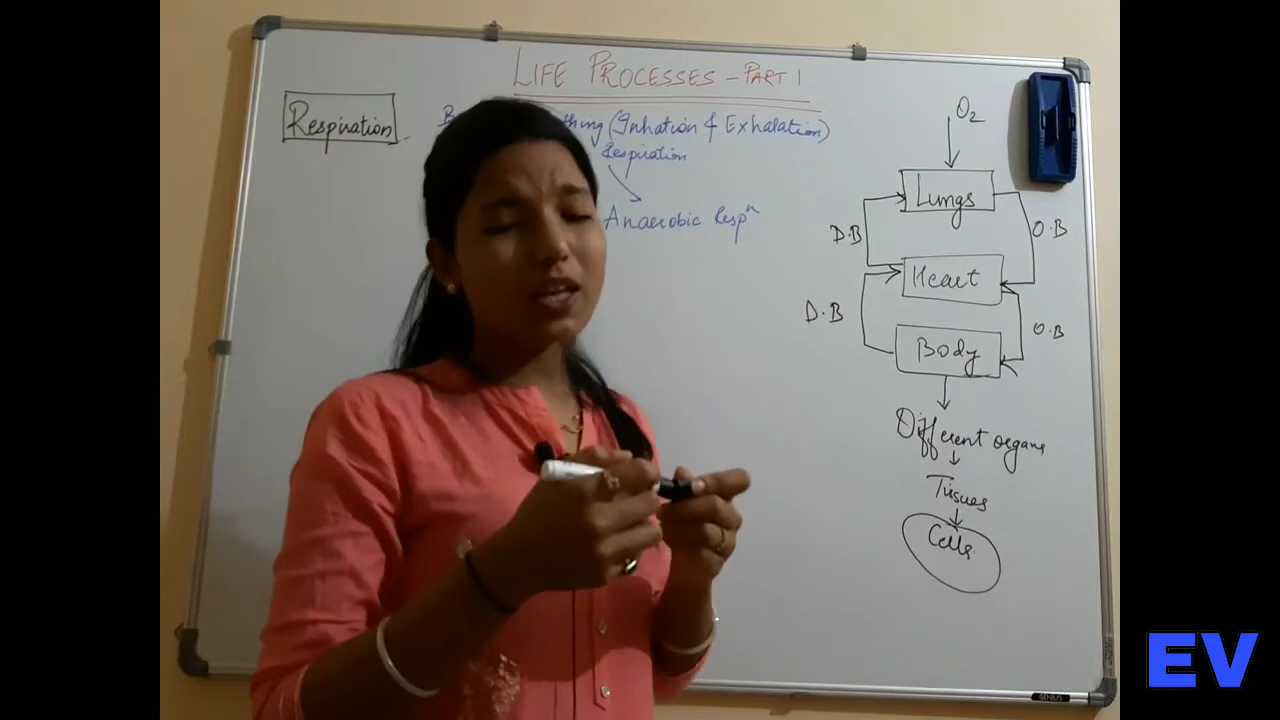 LIFE PROCESSES - PART 1
Respiration
thing (Inhation & Exhalation)
Respiration
Anaerobic Respⁿ
O2
Lungs
D.B
O.B
Heart
D.B
O.B
Body
Different organs
Tissues
Cells
GENIUS
EV